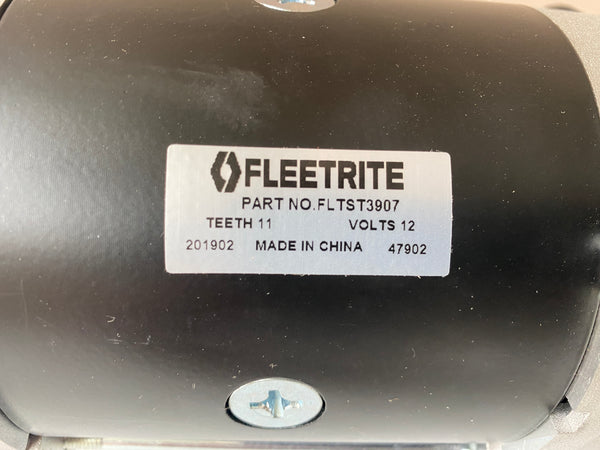 FLEETRITE
PART NO.FLTST3907
TEETH 11 VOLTS 12
201902 MADE IN CHINA 47902